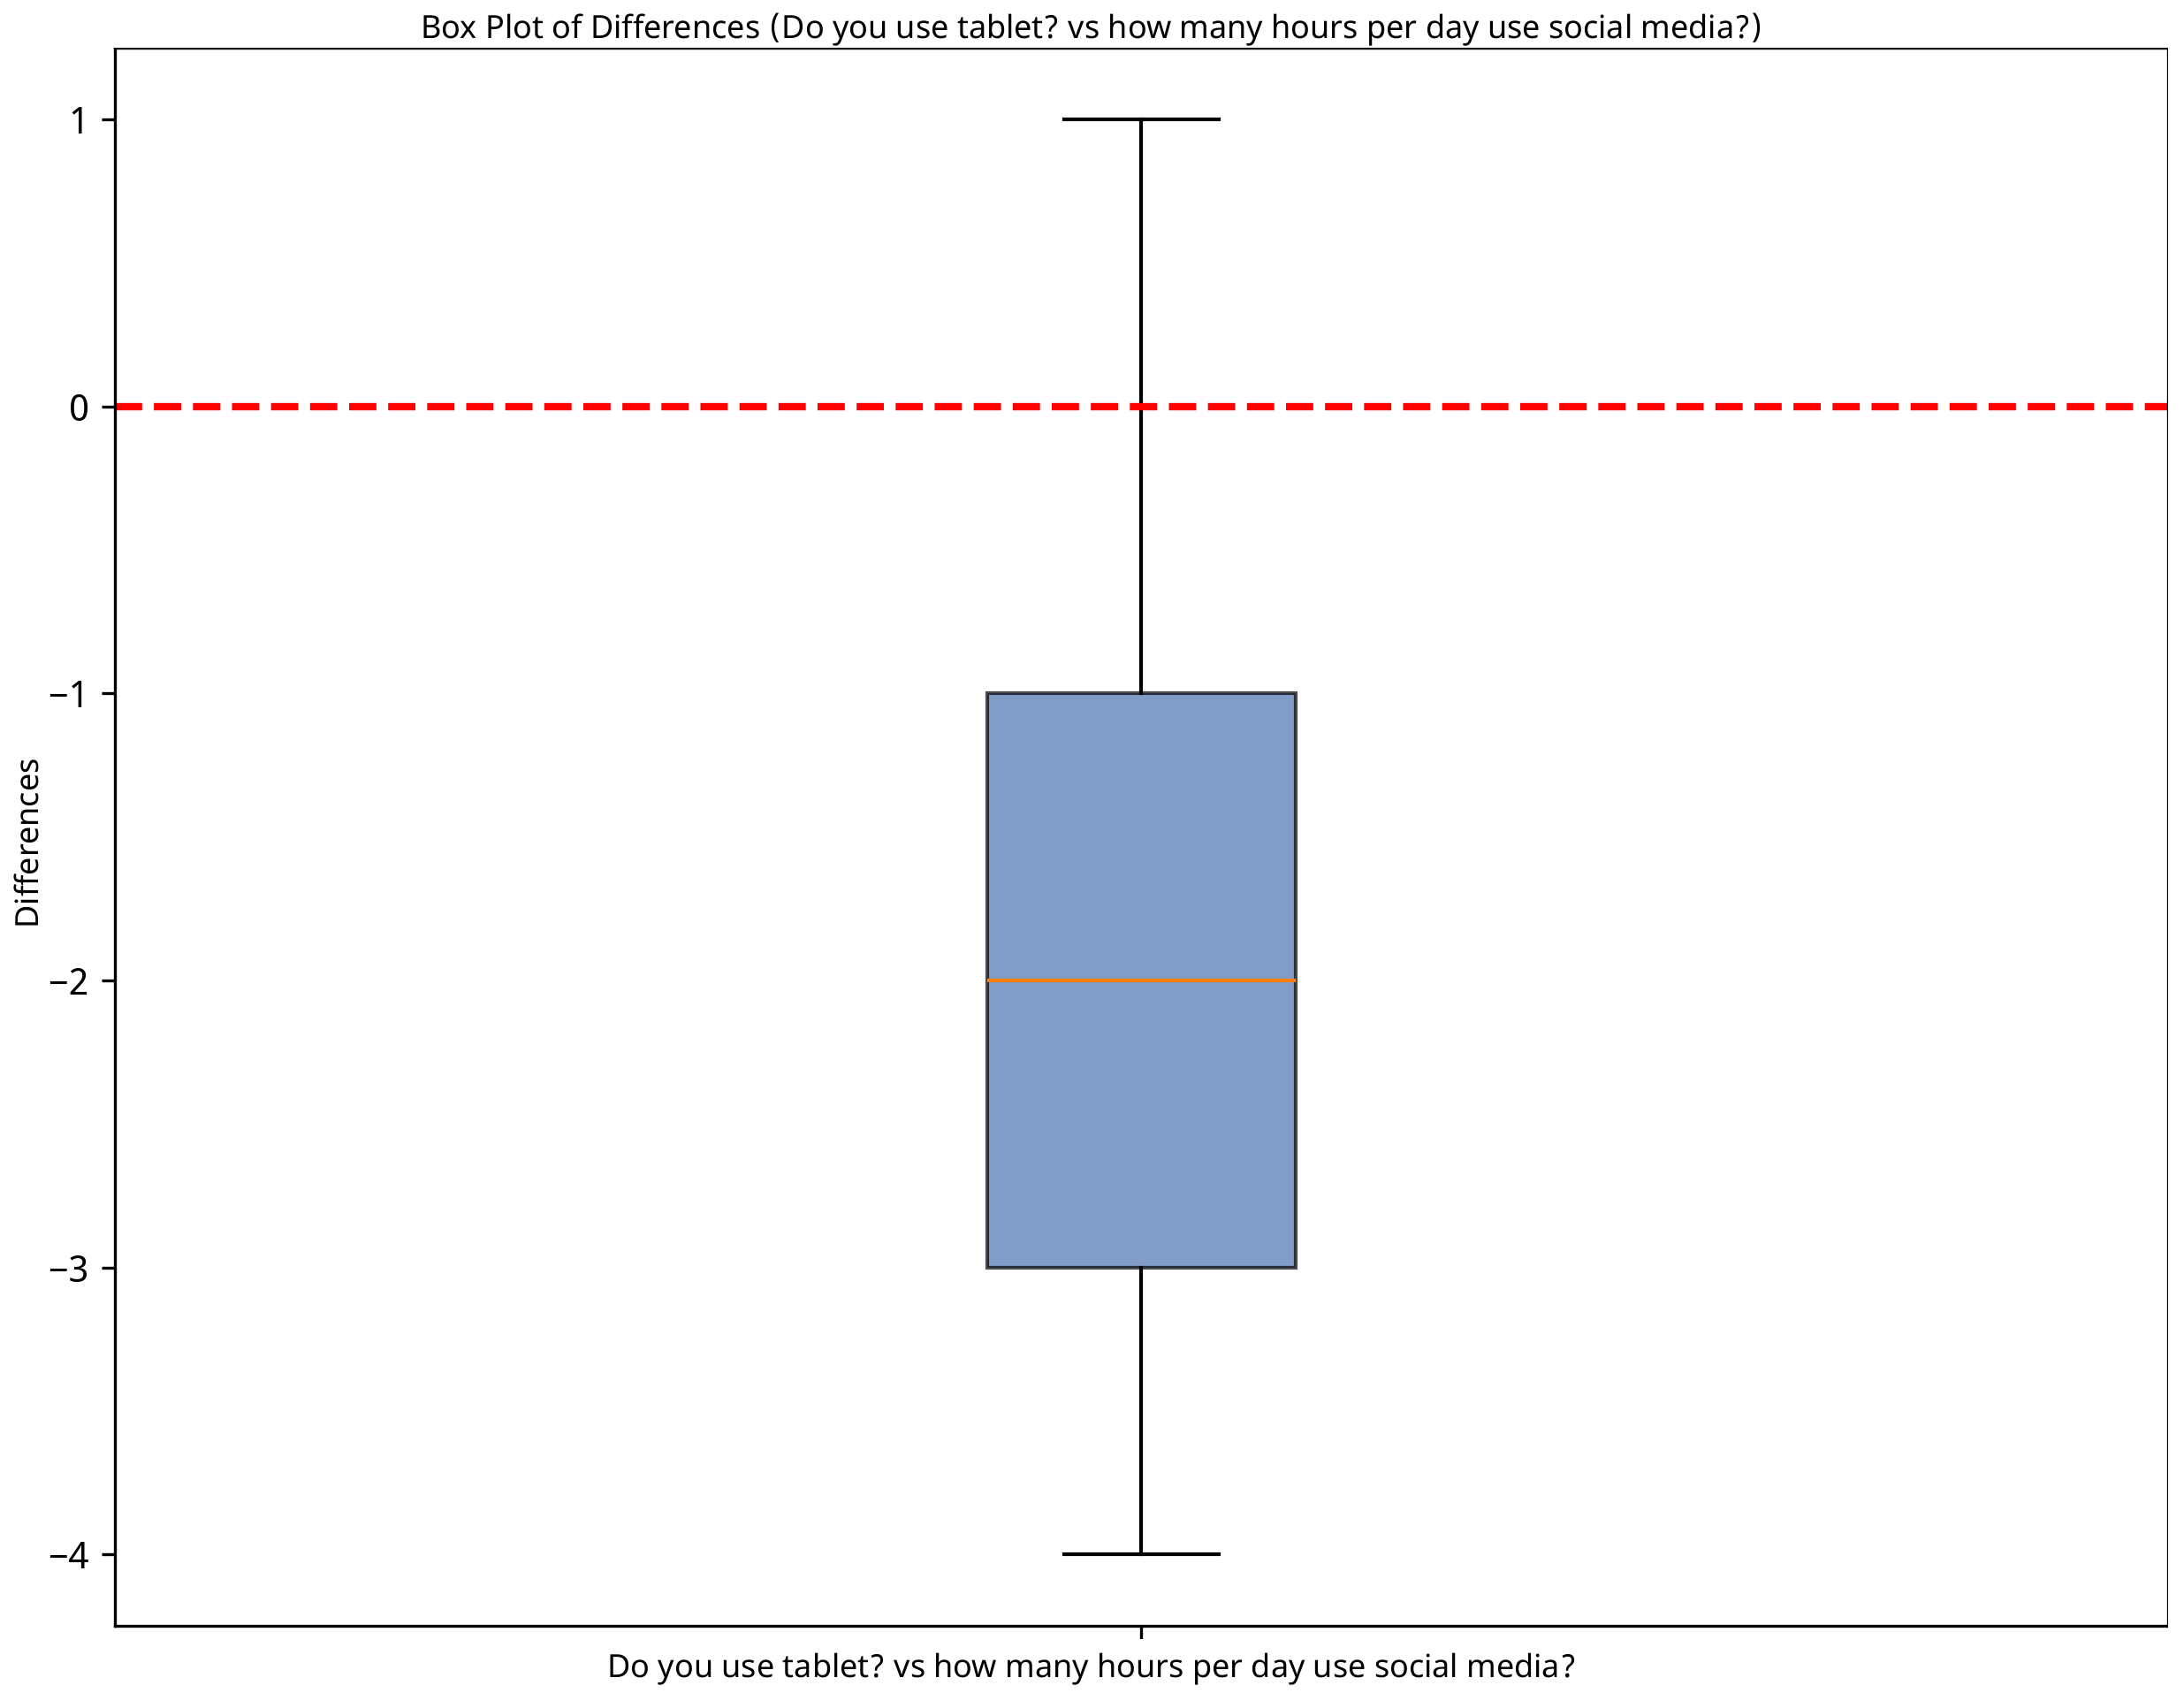 Box Plot of Differences (Do you use tablet? vs how many hours per day use social media?)
1
0
−1
−2
−3
−4
Differences
Do you use tablet? vs how many hours per day use social media?